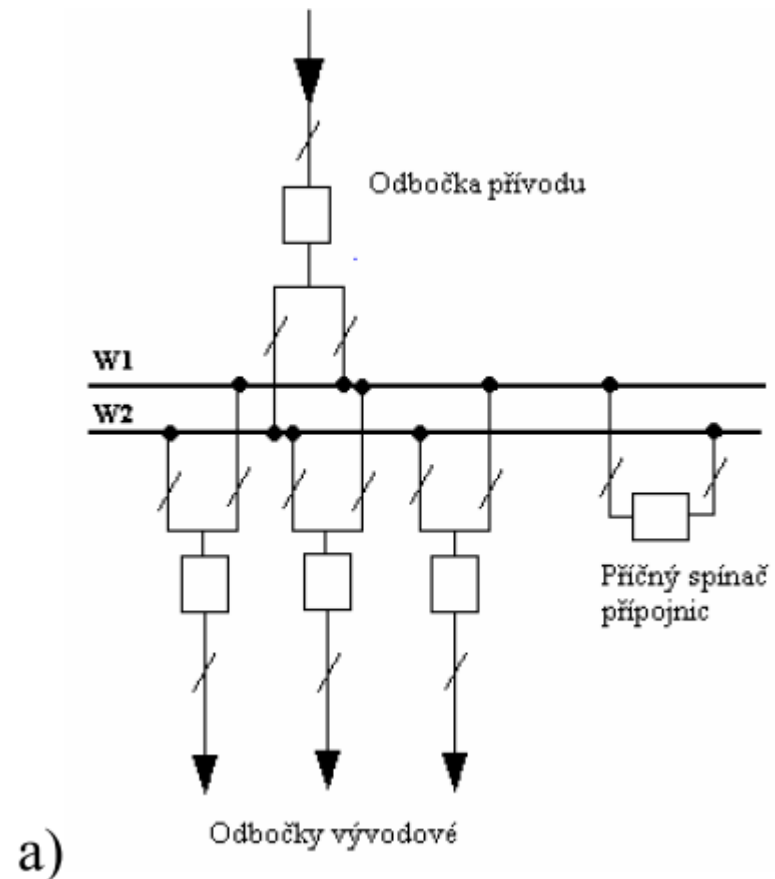 Odbočka přívodu
W1
W2
Příčný spínač
přípojnic
Odbočky vývodové
a)